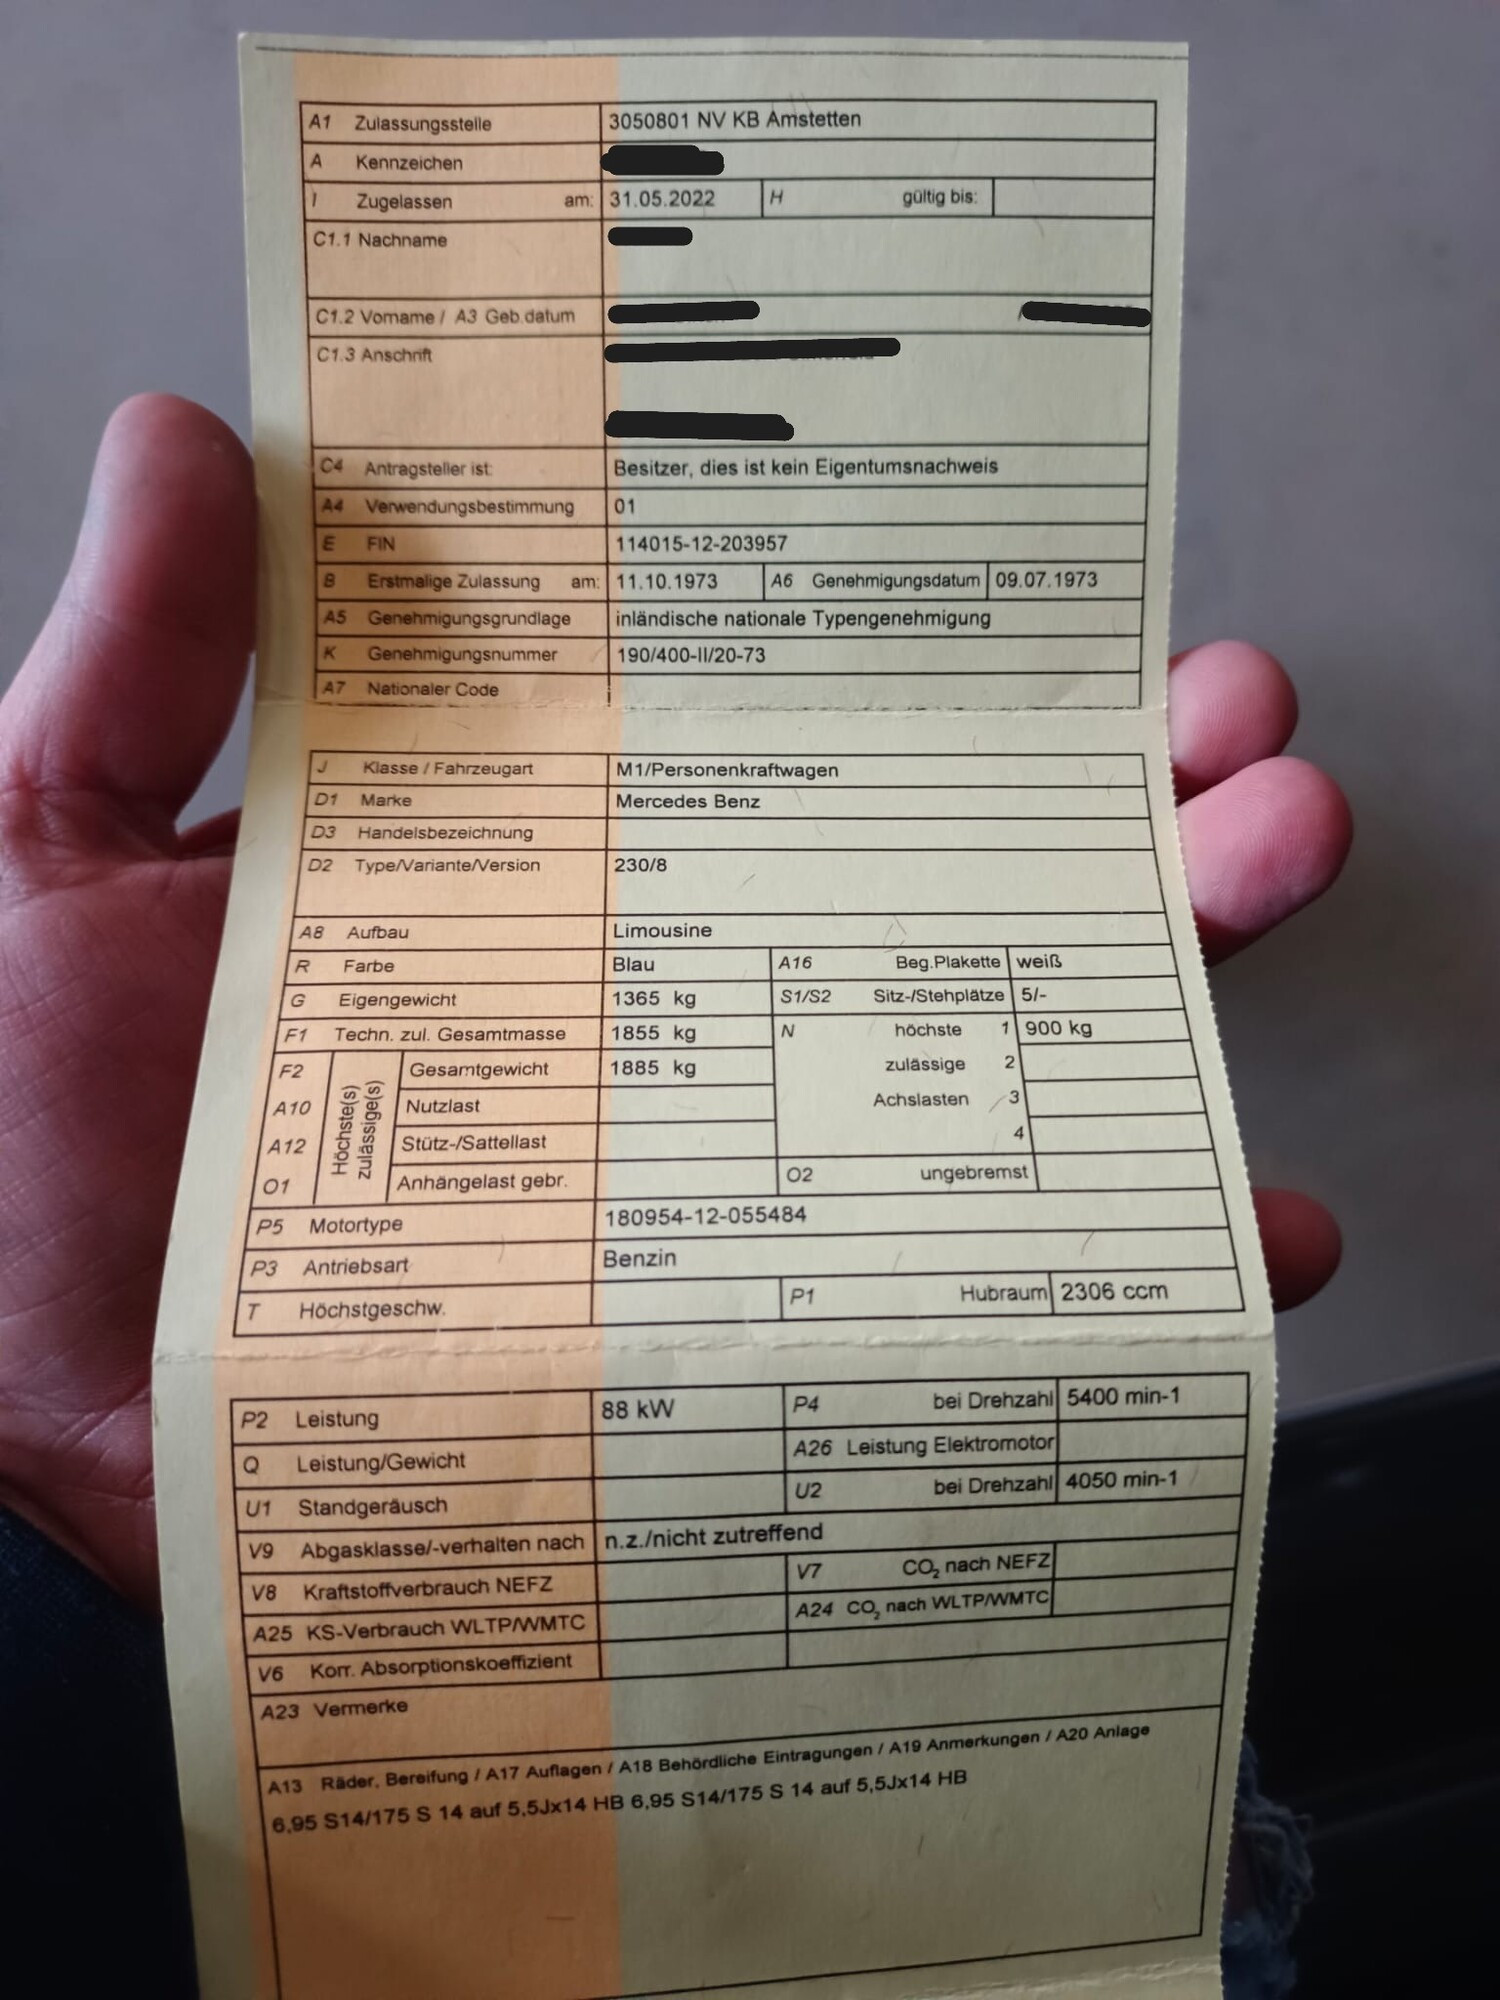 A1 Zulassungsstelle 3050801 NV KB Amstetten
A Kennzeichen
I Zugelassen am: 31.05.2022 H gültig bis:
C1.1 Nachname
C1.2 Vorname / A3 Geb.datum
C1.3 Anschrift
C4 Antragsteller ist: Besitzer, dies ist kein Eigentumsnachweis
A4 Verwendungsbestimmung 01
E FIN 114015-12-203957
B Erstmalige Zulassung am: 11.10.1973 A6 Genehmigungsdatum 09.07.1973
A5 Genehmigungsgrundlage inländische nationale Typengenehmigung
K Genehmigungsnummer 190/400-II/20-73
A7 Nationaler Code
J Klasse / Fahrzeugart M1/Personenkraftwagen
D1 Marke Mercedes Benz
D3 Handelsbezeichnung
D2 Type/Variante/Version 230/8
A8 Aufbau Limousine
R Farbe Blau A16 Beg.Plakette weiß
G Eigengewicht 1365 kg S1/S2 Sitz-/Stehplätze 5/-
F1 Techn. zul. Gesamtmasse 1855 kg N höchste 1 900 kg
F2 Höchste(s) zulässige(s) Gesamtgewicht 1885 kg zulässige 2
A10 Nutzlast Achslasten 3
A12 Stütz-/Sattellast 4
O1 Anhängelast gebr. O2 ungebremst
P5 Motortype 180954-12-055484
P3 Antriebsart Benzin
T Höchstgeschw. P1 Hubraum 2306 ccm
P2 Leistung 88 kW P4 bei Drehzahl 5400 min-1
Q Leistung/Gewicht A26 Leistung Elektromotor
U1 Standgeräusch U2 bei Drehzahl 4050 min-1
V9 Abgasklasse/-verhalten nach n.z./nicht zutreffend
V8 Kraftstoffverbrauch NEFZ V7 CO₂ nach NEFZ
A25 KS-Verbrauch WLTP/WMTC A24 CO₂ nach WLTP/WMTC
V6 Korr. Absorptionskoeffizient
A23 Vermerke
A13 Räder, Bereifung / A17 Auflagen / A18 Behördliche Eintragungen / A19 Anmerkungen / A20 Anlage
6,95 S14/175 S 14 auf 5,5Jx14 HB 6,95 S14/175 S 14 auf 5,5Jx14 HB